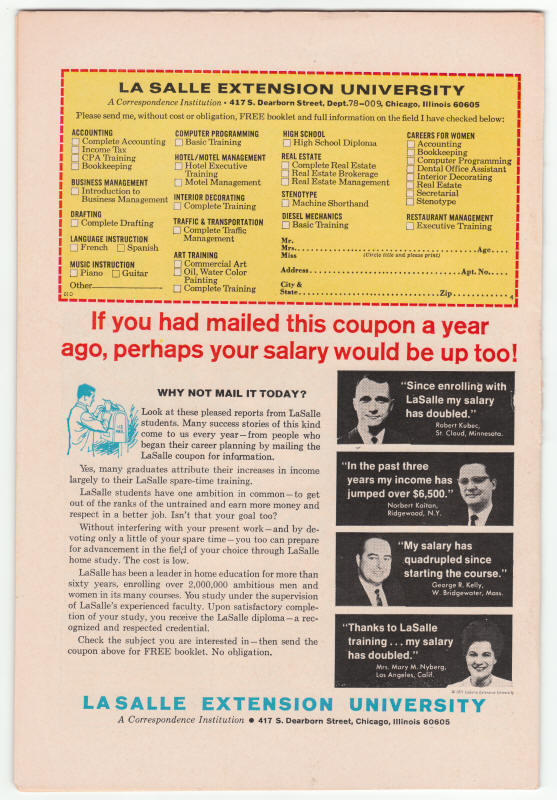 LA SALLE EXTENSION UNIVERSITY
A Correspondence Institution • 417 S. Dearborn Street, Dept. 78-009, Chicago, Illinois 60605
Please send me, without cost or obligation, FREE booklet and full information on the field I have checked below:
ACCOUNTING
Complete Accounting
Income Tax
CPA Training
Bookkeeping
BUSINESS MANAGEMENT
Introduction to
Business Management
DRAFTING
Complete Drafting
LANGUAGE INSTRUCTION
French Spanish
MUSIC INSTRUCTION
Piano Guitar
Other
COMPUTER PROGRAMMING
Basic Training
HOTEL/MOTEL MANAGEMENT
Hotel Executive
Training
Motel Management
INTERIOR DECORATING
Complete Training
TRAFFIC & TRANSPORTATION
Complete Traffic
Management
ART TRAINING
Commercial Art
Oil, Water Color
Painting
Complete Training
HIGH SCHOOL
High School Diploma
REAL ESTATE
Complete Real Estate
Real Estate Brokerage
Real Estate Management
STENOTYPE
Machine Shorthand
DIESEL MECHANICS
Basic Training
CAREERS FOR WOMEN
Accounting
Bookkeeping
Computer Programming
Dental Office Assistant
Interior Decorating
Real Estate
Secretarial
Stenotype
RESTAURANT MANAGEMENT
Executive Training
Mr.
Mrs. Age
Miss (Circle title and please print)
Address Apt. No.
City &
State Zip
4
If you had mailed this coupon a year
ago, perhaps your salary would be up too!
U.S. MAIL
WHY NOT MAIL IT TODAY?
Look at these pleased reports from LaSalle
students. Many success stories of this kind
come to us every year—from people who
began their career planning by mailing the
LaSalle coupon for information.
Yes, many graduates attribute their increases in income
largely to their LaSalle spare-time training.
LaSalle students have one ambition in common—to get
out of the ranks of the untrained and earn more money and
respect in a better job. Isn't that your goal too?
Without interfering with your present work—and by de-
voting only a little of your spare time—you too can prepare
for advancement in the field of your choice through LaSalle
home study. The cost is low.
LaSalle has been a leader in home education for more than
sixty years, enrolling over 2,000,000 ambitious men and
women in its many courses. You study under the supervision
of LaSalle's experienced faculty. Upon satisfactory comple-
tion of your study, you receive the LaSalle diploma—a rec-
ognized and respected credential.
Check the subject you are interested in—then send the
coupon above for FREE booklet. No obligation.
"Since enrolling with
LaSalle my salary
has doubled."
Robert Kubec,
St. Cloud, Minnesota.
"In the past three
years my income has
jumped over $6,500."
Norbert Kaitan,
Ridgewood, N.Y.
"My salary has
quadrupled since
starting the course."
George R. Kelly,
W. Bridgewater, Mass.
"Thanks to LaSalle
training . . . my salary
has doubled."
Mrs. Mary M. Nyberg,
Los Angeles, Calif.
© 1971 LaSalle Extension University
LA SALLE EXTENSION UNIVERSITY
A Correspondence Institution • 417 S. Dearborn Street, Chicago, Illinois 60605